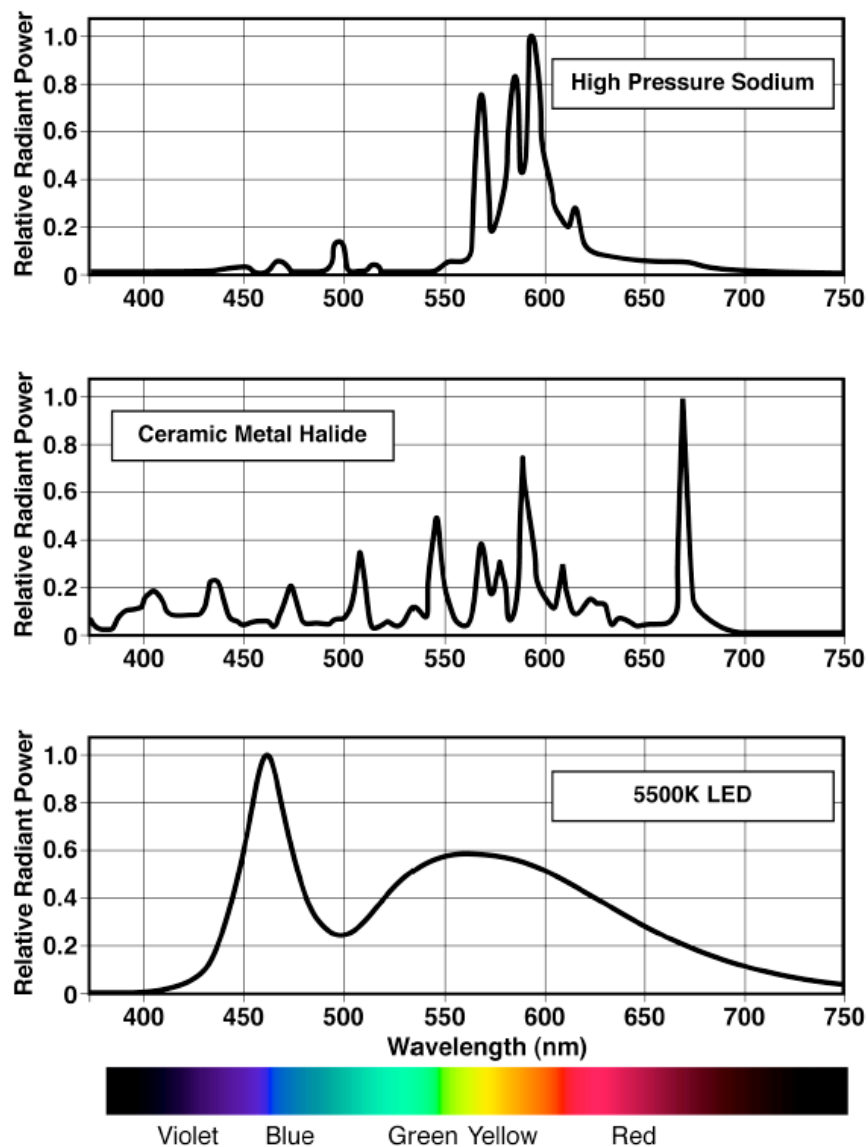 Relative Radiant Power
1.0
0.8
0.6
0.4
0.2
0
High Pressure Sodium
400 450 500 550 600 650 700 750
Relative Radiant Power
1.0
0.8
0.6
0.4
0.2
0
Ceramic Metal Halide
400 450 500 550 600 650 700 750
Relative Radiant Power
1.0
0.8
0.6
0.4
0.2
0
5500K LED
400 450 500 550 600 650 700 750
Wavelength (nm)
Violet Blue Green Yellow Red